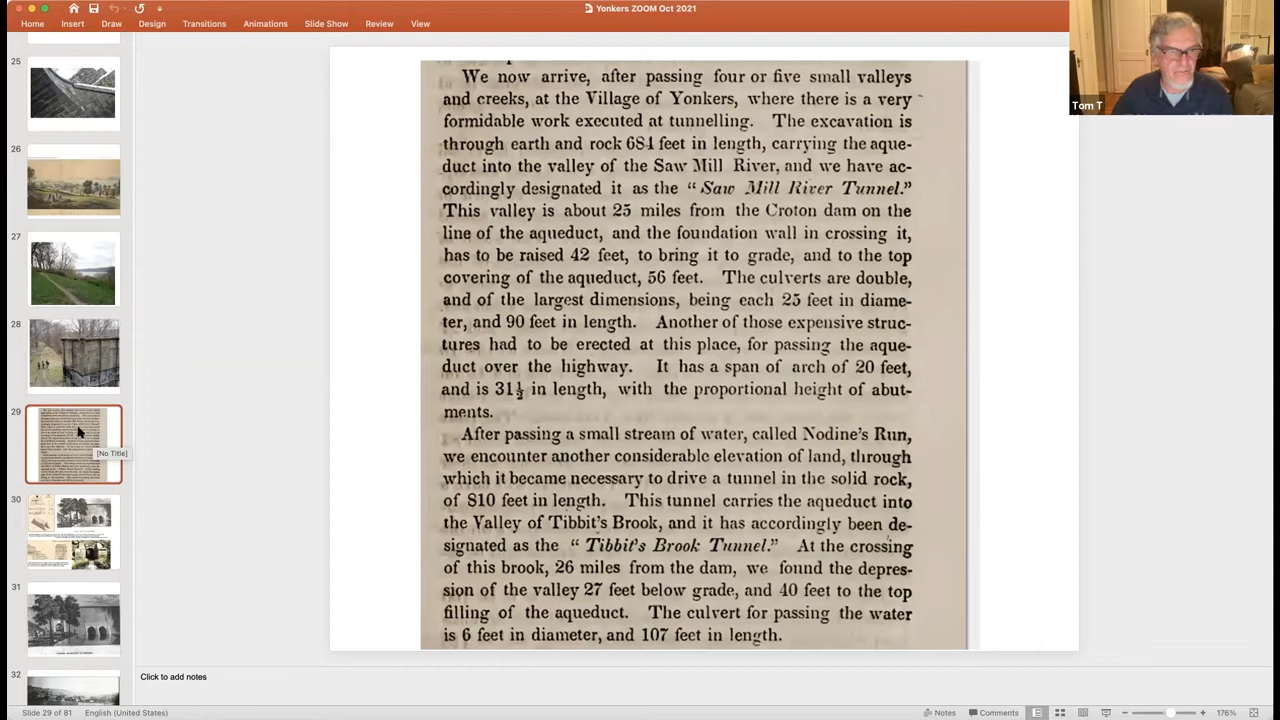 Yonkers ZOOM Oct 2021
Home Insert Draw Design Transitions Animations Slide Show Review View
25
26
27
28
29
[No Title]
30
31
32
We now arrive, after passing four or five small valleys
and creeks, at the Village of Yonkers, where there is a very
formidable work executed at tunnelling. The excavation is
through earth and rock 684 feet in length, carrying the aque-
duct into the valley of the Saw Mill River, and we have ac-
cordingly designated it as the “ Saw Mill River Tunnel.”
This valley is about 25 miles from the Croton dam on the
line of the aqueduct, and the foundation wall in crossing it,
has to be raised 42 feet, to bring it to grade, and to the top
covering of the aqueduct, 56 feet. The culverts are double,
and of the largest dimensions, being each 25 feet in diame-
ter, and 90 feet in length. Another of those expensive struc-
tures had to be erected at this place, for passing the aque-
duct over the highway. It has a span of arch of 20 feet,
and is 31½ in length, with the proportional height of abut-
ments.
After passing a small stream of water, called Nodine's Run,
we encounter another considerable elevation of land, through
which it became necessary to drive a tunnel in the solid rock,
of 810 feet in length. This tunnel carries the aqueduct into
the Valley of Tibbit's Brook, and it has accordingly been de-
signated as the “ Tibbit's Brook Tunnel.” At the crossing
of this brook, 26 miles from the dam, we found the depres-
sion of the valley 27 feet below grade, and 40 feet to the top
filling of the aqueduct. The culvert for passing the water
is 6 feet in diameter, and 107 feet in length.
Tom T
Click to add notes
Slide 29 of 81 English (United States) Notes Comments 176%